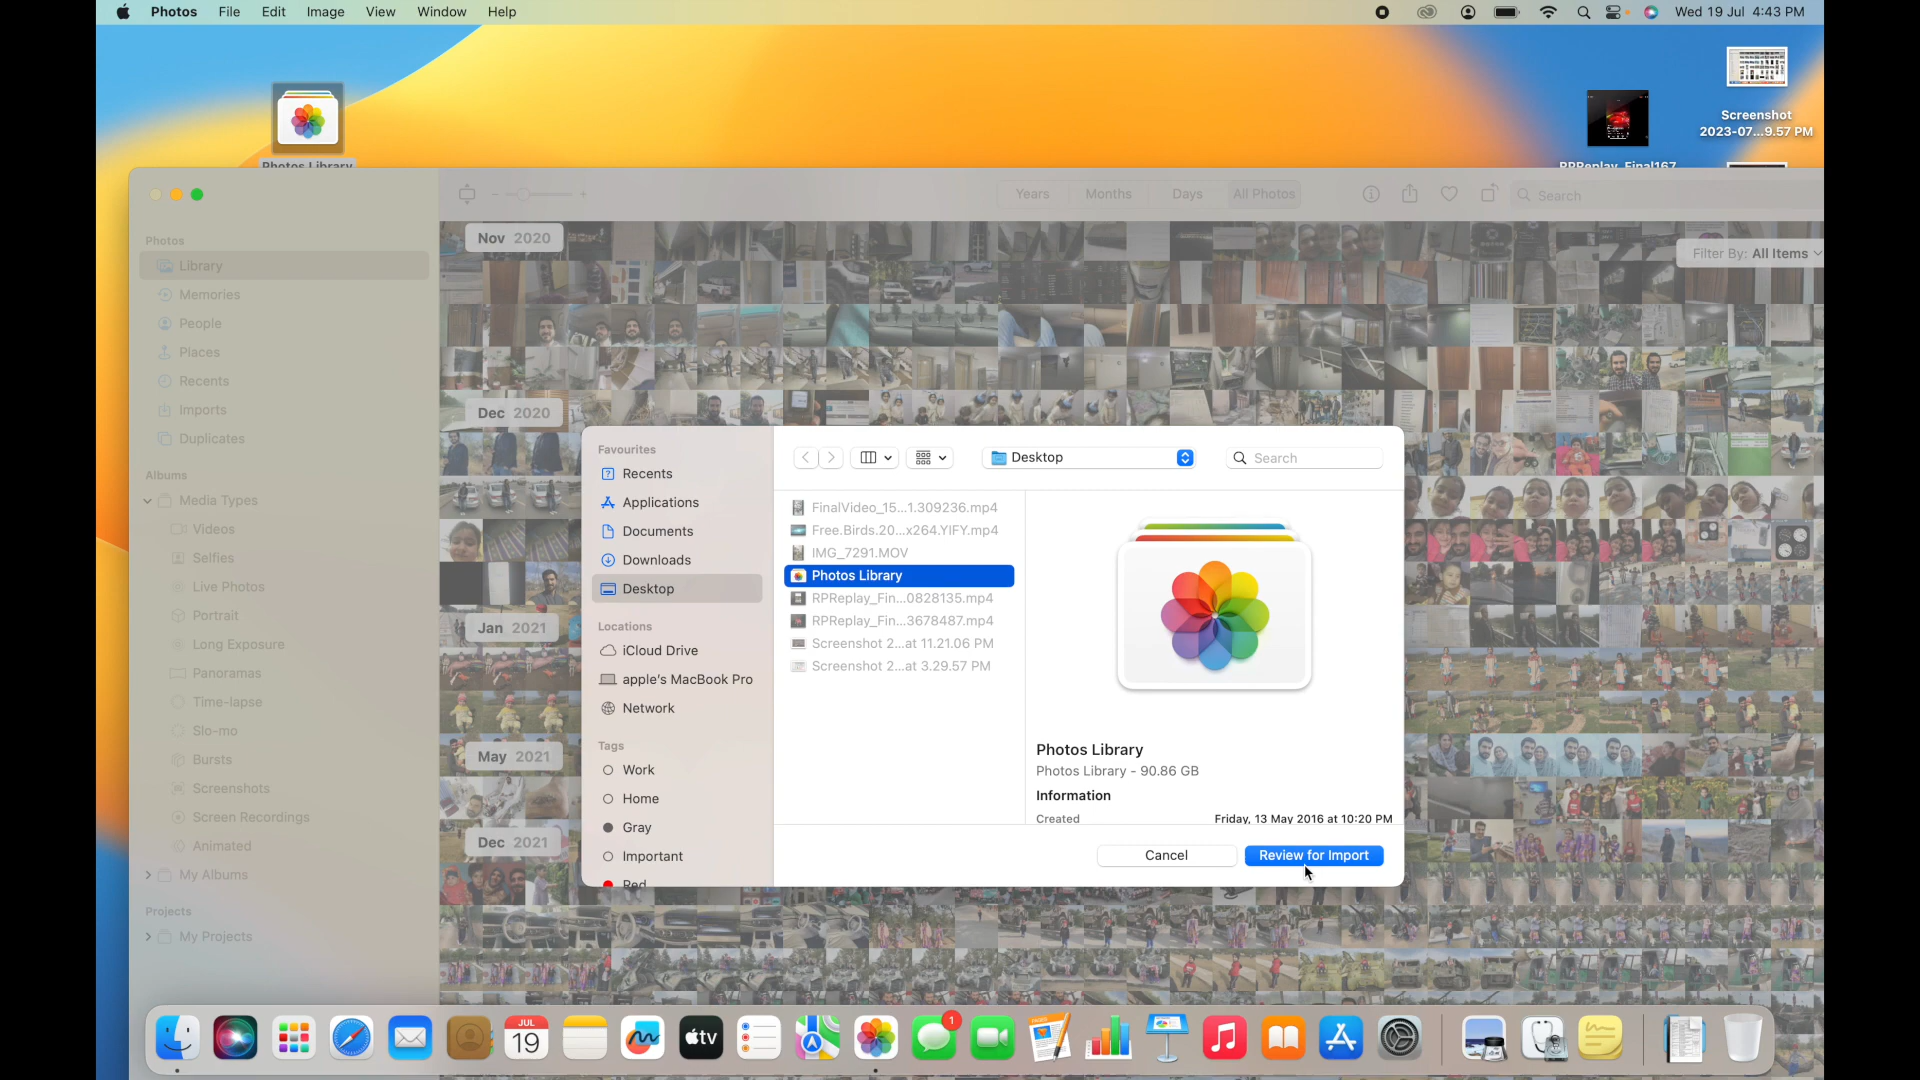 Photos File Edit Image View Window Help
Wed 19 Jul 4:43 PM
Screenshot
2023-07...9.57 PM
Photos Library
RPReplay_Final167
Years Months Days All Photos
Search
Photos
Library
Memories
People
Places
Recents
Imports
Duplicates
Albums
Media Types
Videos
Selfies
Live Photos
Portrait
Long Exposure
Panoramas
Time-lapse
Slo-mo
Bursts
Screenshots
Screen Recordings
Animated
My Albums
Projects
My Projects
Nov 2020
Filter By: All Items
Dec 2020
Jan 2021
May 2021
Dec 2021
Favourites
Recents
Applications
Documents
Downloads
Desktop
Locations
iCloud Drive
apple's MacBook Pro
Network
Tags
Work
Home
Gray
Important
Red
Desktop
Search
FinalVideo_15...1.309236.mp4
Free.Birds.20...x264.YIFY.mp4
IMG_7291.MOV
Photos Library
RPReplay_Fin...0828135.mp4
RPReplay_Fin...3678487.mp4
Screenshot 2...at 11.21.06 PM
Screenshot 2...at 3.29.57 PM
Photos Library
Photos Library - 90.86 GB
Information
Created Friday, 13 May 2016 at 10:20 PM
Cancel
Review for Import
JUL
19
tv
1
PAGES